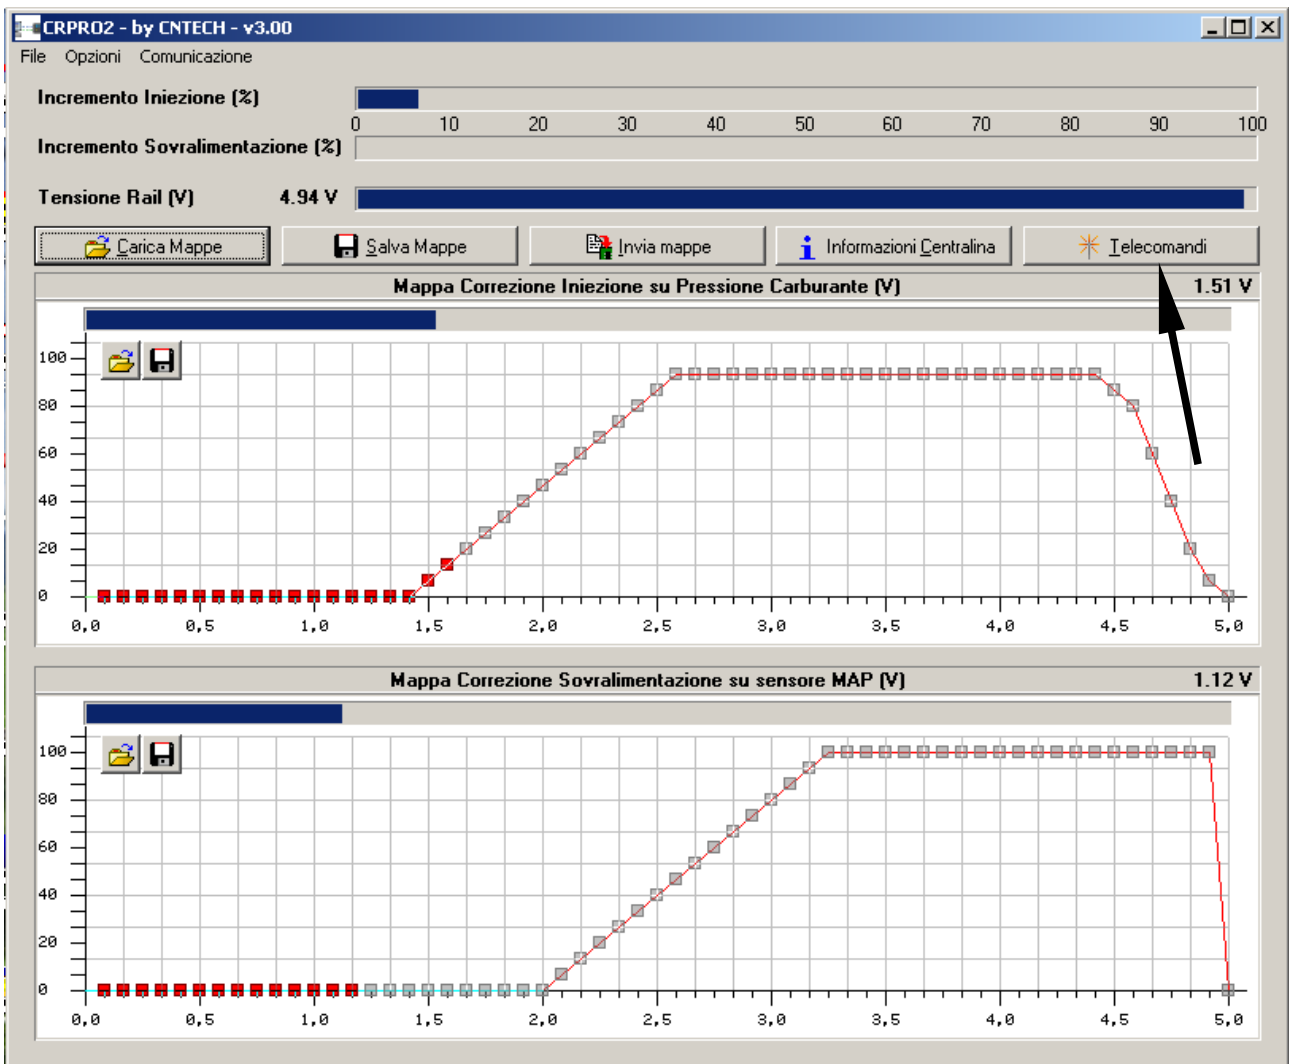 CRPRO2 - by CNTECH - v3.00
File Opzioni Comunicazione
Incremento Iniezione (%)
0 10 20 30 40 50 60 70 80 90 100
Incremento Sovralimentazione (%)
Tensione Rail (V) 4.94 V
Carica Mappe Salva Mappe Invia mappe Informazioni Centralina Telecomandi
Mappa Correzione Iniezione su Pressione Carburante (V) 1.51 V
100
80
60
40
20
0
0,0 0,5 1,0 1,5 2,0 2,5 3,0 3,5 4,0 4,5 5,0
Mappa Correzione Sovralimentazione su sensore MAP (V) 1.12 V
100
80
60
40
20
0
0,0 0,5 1,0 1,5 2,0 2,5 3,0 3,5 4,0 4,5 5,0